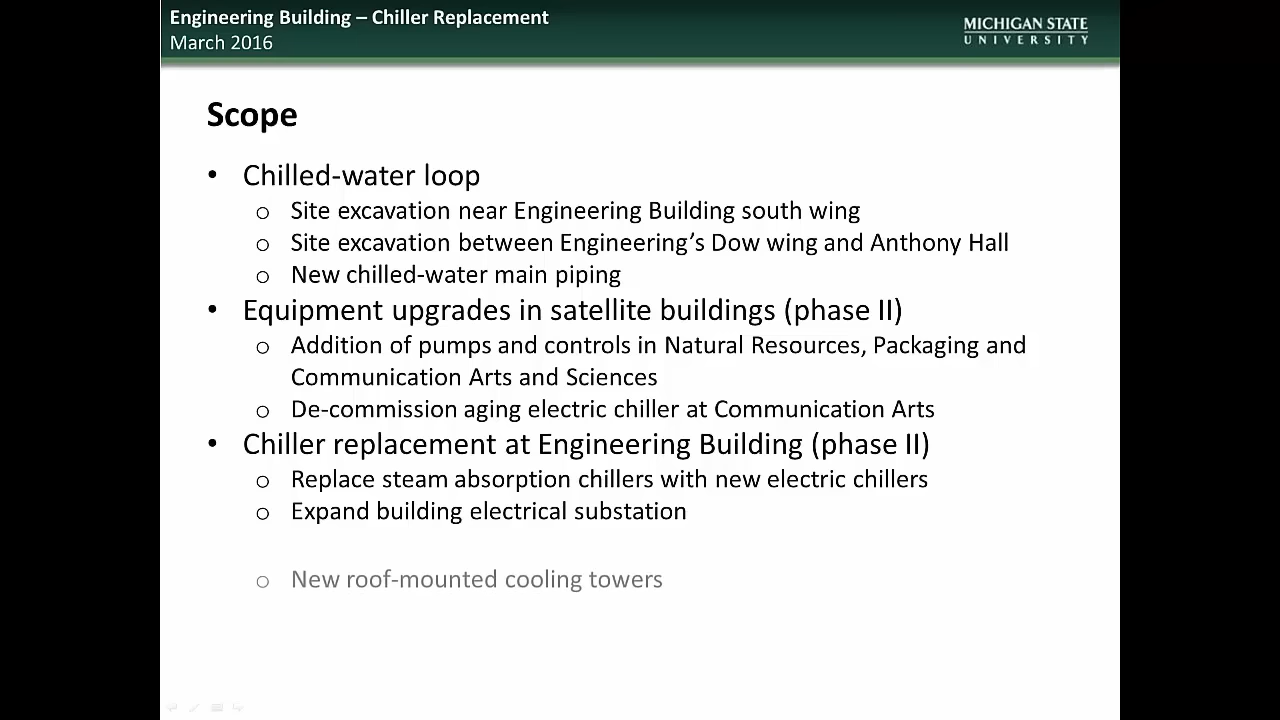 Engineering Building – Chiller Replacement
March 2016
MICHIGAN STATE
UNIVERSITY
Scope
• Chilled-water loop
o Site excavation near Engineering Building south wing
o Site excavation between Engineering’s Dow wing and Anthony Hall
o New chilled-water main piping
• Equipment upgrades in satellite buildings (phase II)
o Addition of pumps and controls in Natural Resources, Packaging and
Communication Arts and Sciences
o De-commission aging electric chiller at Communication Arts
• Chiller replacement at Engineering Building (phase II)
o Replace steam absorption chillers with new electric chillers
o Expand building electrical substation
o New roof-mounted cooling towers